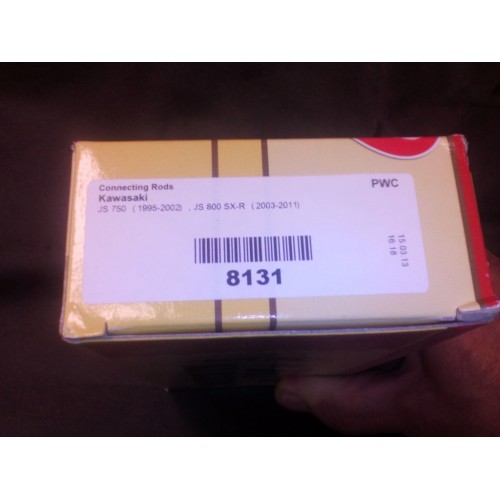 Connecting Rods
PWC
Kawasaki
JS 750 (1995-2002) , JS 800 SX-R (2003-2011)
8131
15.03.13
16:18